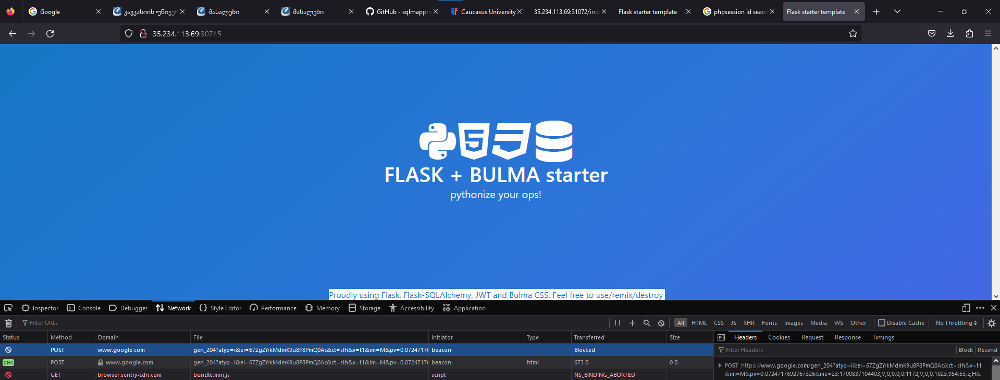 Google
კავკასიის უნივერ
მასალები
მასალები
GitHub - sqlmappro
Caucasus University
35.234.113.69:31072/ind
Flask starter template
phpsession id searc
Flask starter template
35.234.113.69:30745
FLASK + BULMA starter
pythonize your ops!
Proudly using Flask, Flask-SQLAlchemy, JWT and Bulma CSS. Feel free to use/remix/destroy
Inspector Console Debugger Network Style Editor Performance Memory Storage Accessibility Application
Filter URLs All HTML CSS JS XHR Fonts Images Media WS Other Disable Cache No Throttling
Status Method Domain File Initiator Type Transferred Size
POST www.google.com gen_204?atyp=i&ei=67ZgZYrkMdmK9u8P8PmQ0Ac&ct=slh&v=t1&im=M&pv=0.07247176 beacon Blocked
204 POST www.google.com gen_204?atyp=i&ei=67ZgZYrkMdmK9u8P8PmQ0Ac&ct=slh&v=t1&im=M&pv=0.07247176 beacon html 673 B 0 B
GET browser.sentry-cdn.com bundle.min.js script NS_BINDING_ABORTED
Headers Cookies Request Response Timings
Filter Headers Block Resend
POST https://www.google.com/gen_204?atyp=i&ei=67ZgZYrkMdmK9u8P8PmQ0Ac&ct=slh&v=t1
&im=M&pv=0.0724717692767326&me=23:1700837104403,V,0,0,0,0:1172,V,0,0,1023,954:53,e,H&